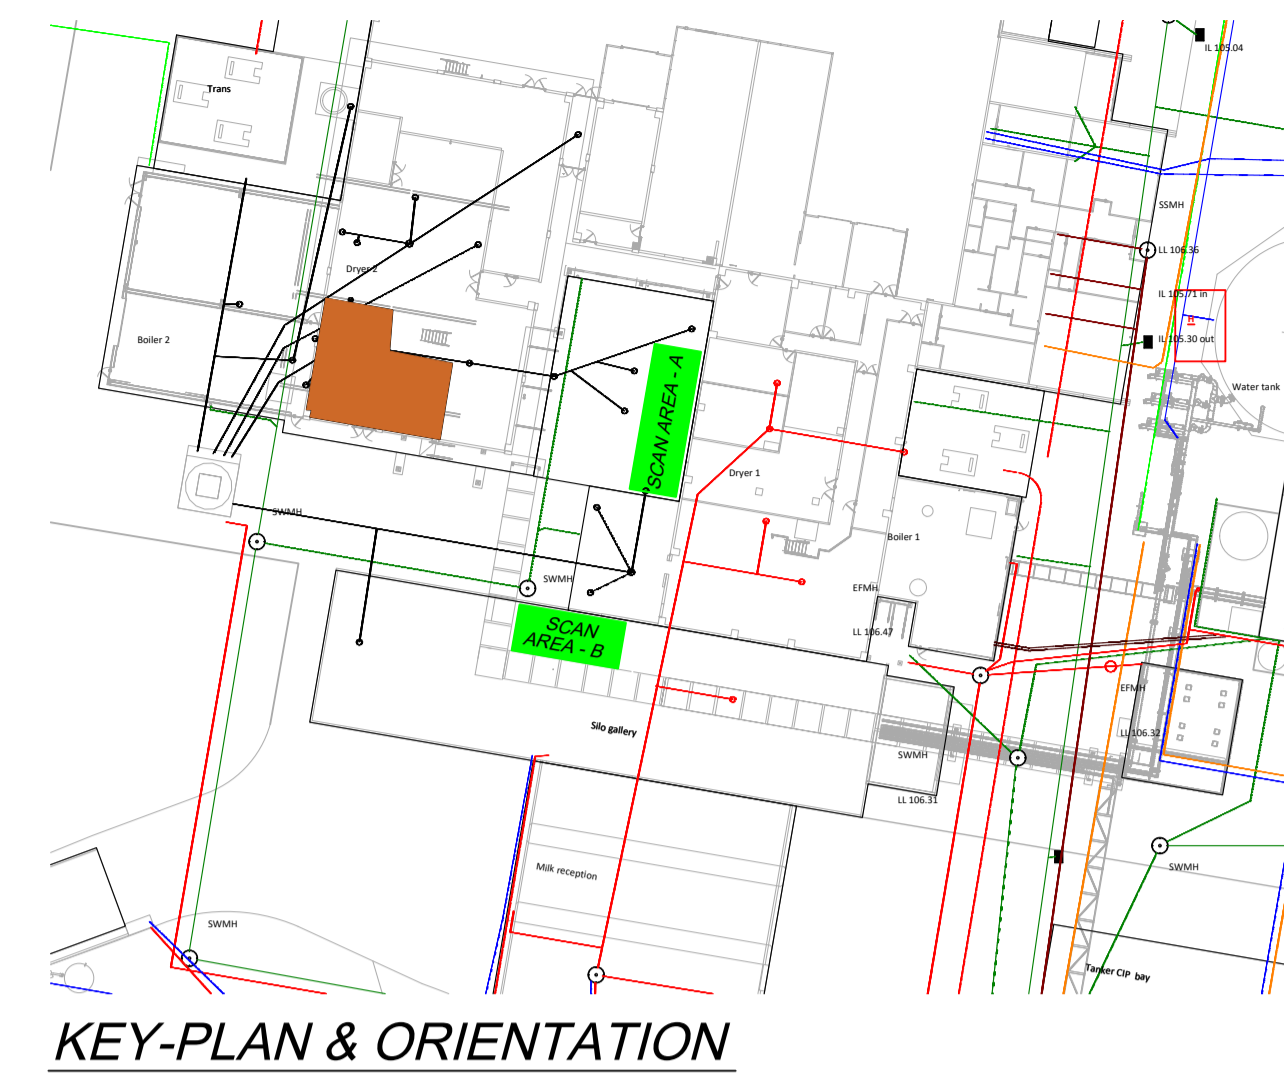 IL 105.04
Trans
SSMH
LL 106.36
Dryer 2
IL 105.71 in
H
Boiler 2
IL 105.30 out
Water tank
SCAN AREA - A
Dryer 1
SWMH
Boiler 1
SWMH
EFMH
SCAN
AREA - B
LL 106.47
EFMH
Silo gallery
LL 106.32
SWMH
LL 106.31
Milk reception
SWMH
SWMH
Tanker CIP bay
KEY-PLAN & ORIENTATION